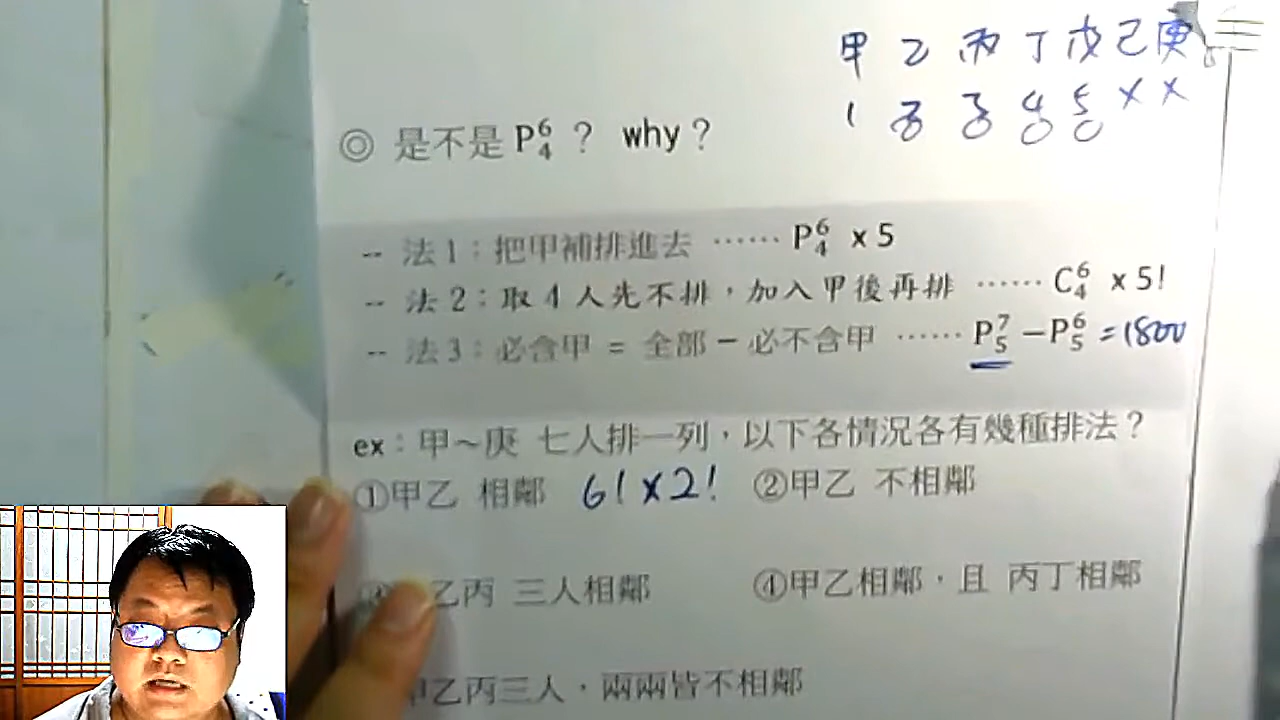 甲 乙 丙 丁 戊 己 庚
1 2 3 4 5 × ×
◎ 是不是 P⁶₄ ? why ?
-- 法1:把甲補排進去 …… P⁶₄ x 5
-- 法2:取4人先不排,加入甲後再排 …… C⁶₄ x 5!
-- 法3:必含甲 = 全部 – 必不含甲 …… P⁷₅ – P⁶₅ = 1800
ex:甲~庚 七人排一列,以下各情況各有幾種排法?
①甲乙 相鄰 6! x 2! ②甲乙 不相鄰
乙丙 三人相鄰 ④甲乙相鄰,且 丙丁相鄰
甲乙丙三人,兩兩皆不相鄰